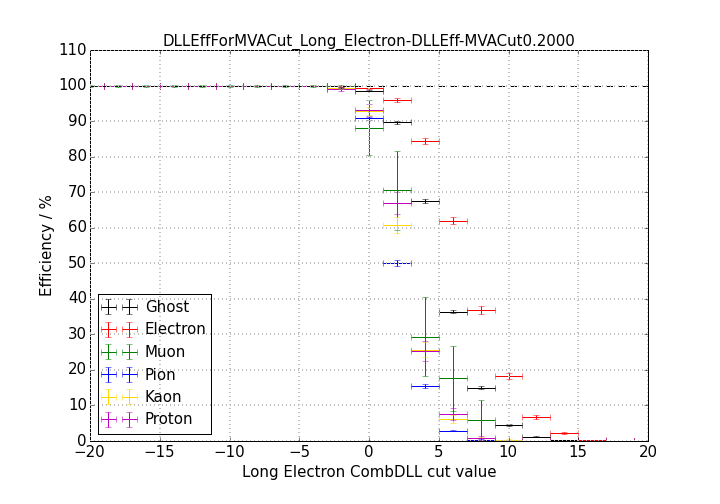 DLLEffForMVACut_Long_Electron-DLLEff-MVACut0.2000
110
100
90
80
70
60
50
40
30
20
10
0
Efficiency / %
Ghost
Electron
Muon
Pion
Kaon
Proton
−20 −15 −10 −5 0 5 10 15 20
Long Electron CombDLL cut value